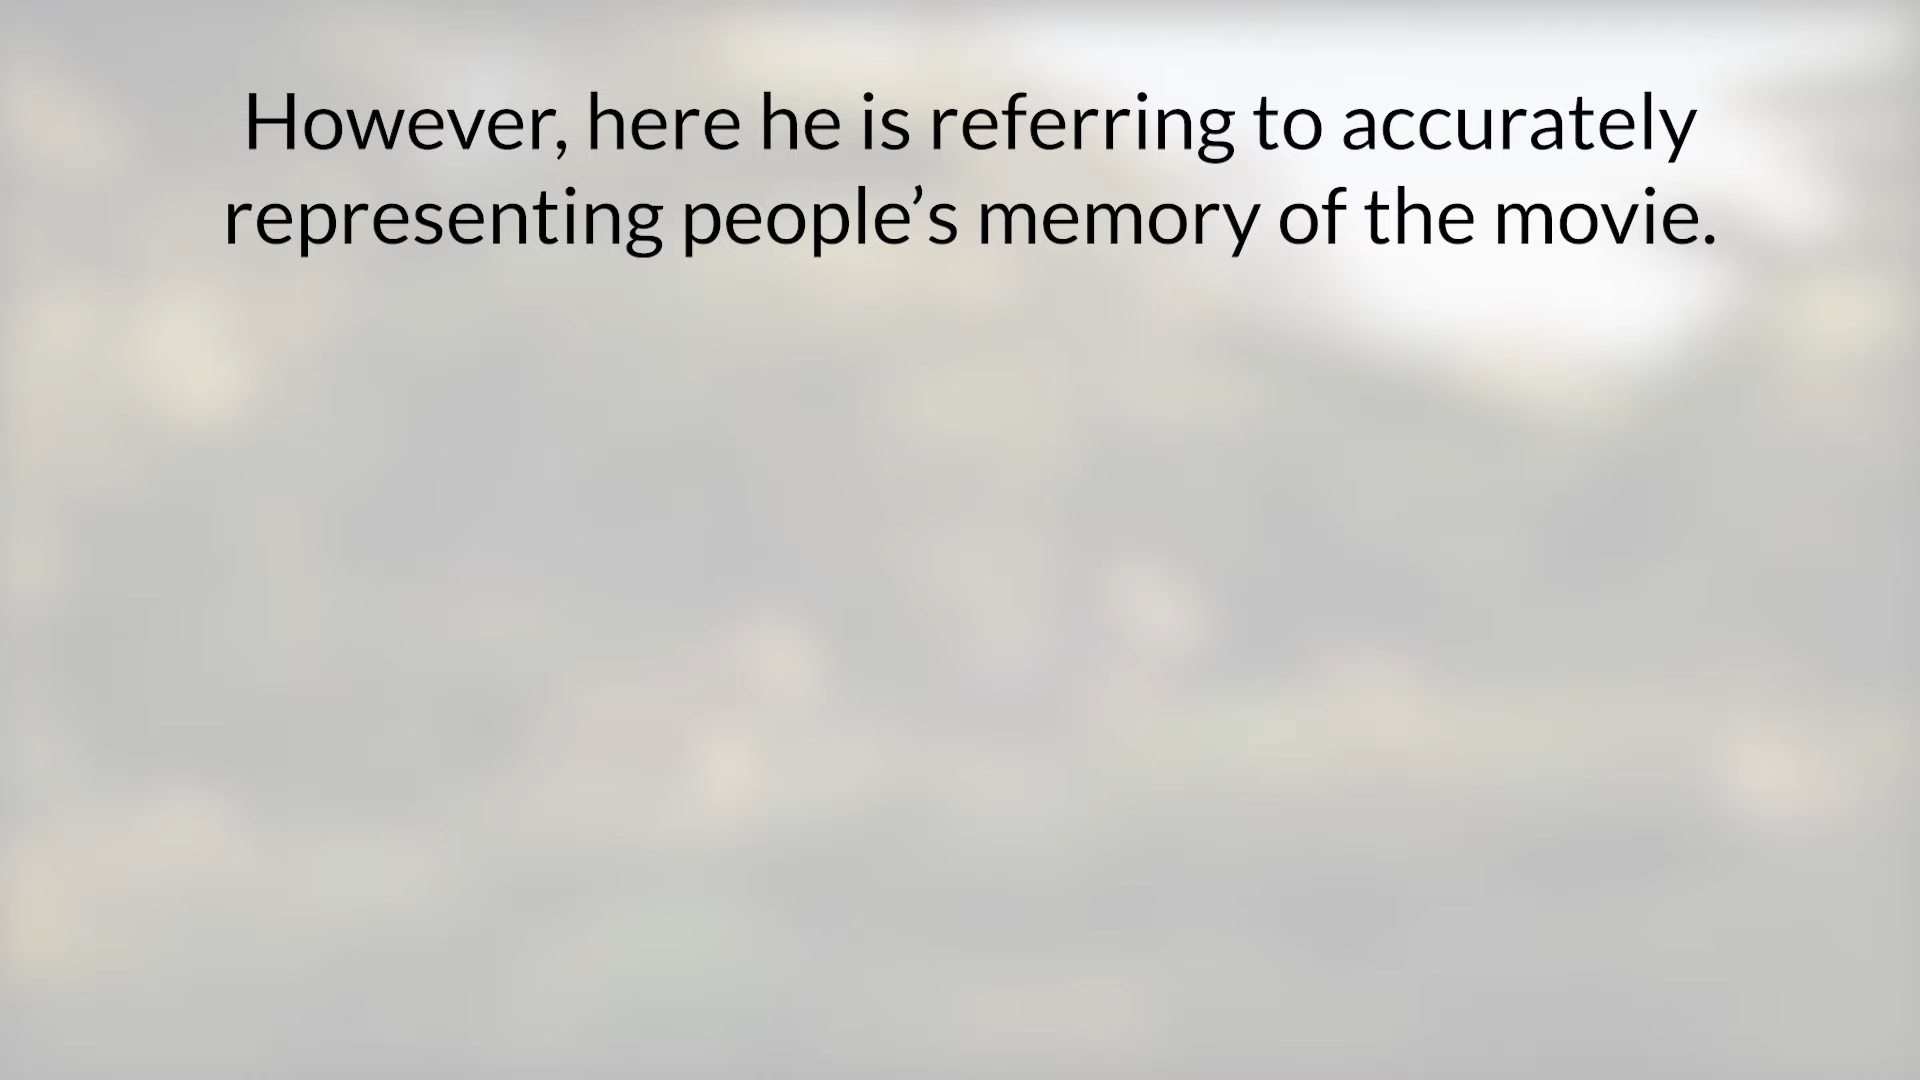 However, here he is referring to accurately
representing people’s memory of the movie.